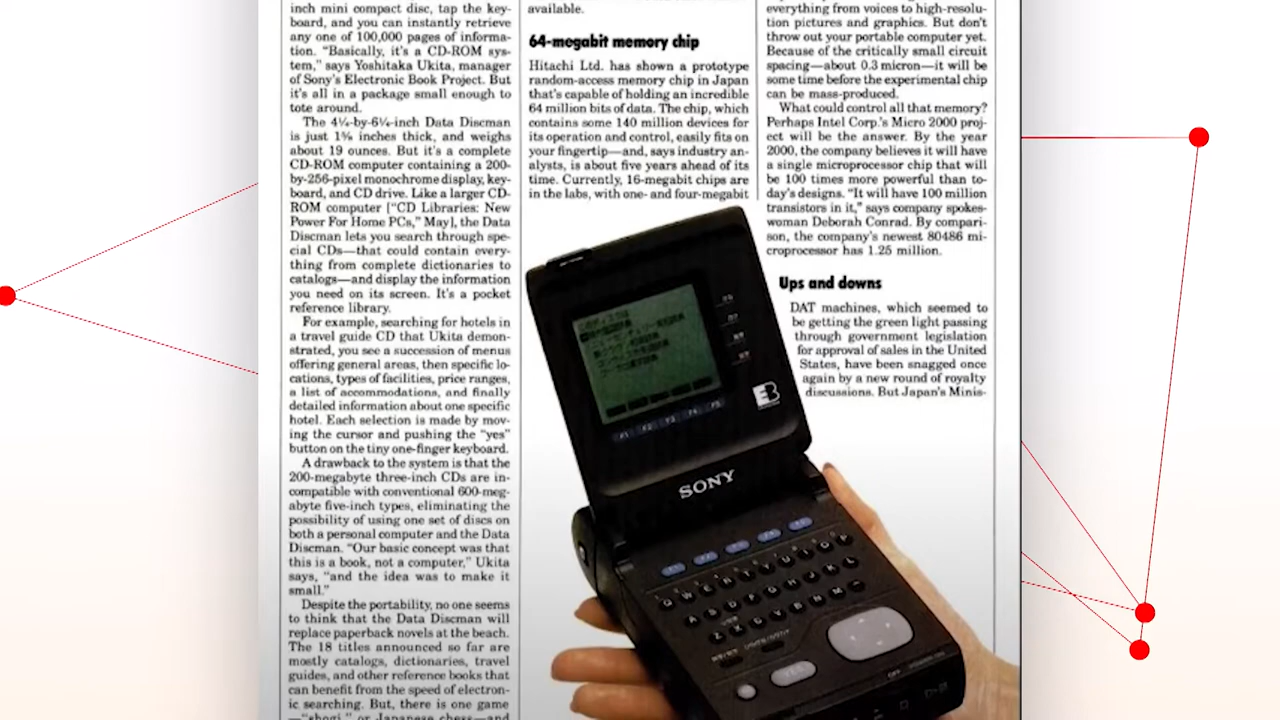 inch mini compact disc, tap the key-
board, and you can instantly retrieve
any one of 100,000 pages of informa-
tion. “Basically, it’s a CD-ROM sys-
tem,” says Yoshitaka Ukita, manager
of Sony’s Electronic Book Project. But
it’s all in a package small enough to
tote around.
The 4¼-by-6¼-inch Data Discman
is just 1¾ inches thick, and weighs
about 19 ounces. But it’s a complete
CD-ROM computer containing a 200-
by-256-pixel monochrome display, key-
board, and CD drive. Like a larger CD-
ROM computer [“CD Libraries: New
Power For Home PCs,” May], the Data
Discman lets you search through spe-
cial CDs—that could contain every-
thing from complete dictionaries to
catalogs—and display the information
you need on its screen. It’s a pocket
reference library.
For example, searching for hotels in
a travel guide CD that Ukita demon-
strated, you see a succession of menus
offering general areas, then specific lo-
cations, types of facilities, price ranges,
a list of accommodations, and finally
detailed information about one specific
hotel. Each selection is made by mov-
ing the cursor and pushing the “yes”
button on the tiny one-finger keyboard.
A drawback to the system is that the
200-megabyte three-inch CDs are in-
compatible with conventional 600-meg-
abyte five-inch types, eliminating the
possibility of using one set of discs on
both a personal computer and the Data
Discman. “Our basic concept was that
this is a book, not a computer,” Ukita
says, “and the idea was to make it
small.”
Despite the portability, no one seems
to think that the Data Discman will
replace paperback novels at the beach.
The 18 titles announced so far are
mostly catalogs, dictionaries, travel
guides, and other reference books that
can benefit from the speed of electron-
ic searching. But, there is one game
—“shogi,” or Japanese chess—and
available.
64-megabit memory chip
Hitachi Ltd. has shown a prototype
random-access memory chip in Japan
that’s capable of holding an incredible
64 million bits of data. The chip, which
contains some 140 million devices for
its operation and control, easily fits on
your fingertip—and, says industry an-
alysts, is about five years ahead of its
time. Currently, 16-megabit chips are
in the labs, with one- and four-megabit
everything from voices to high-resolu-
tion pictures and graphics. But don’t
throw out your portable computer yet.
Because of the critically small circuit
spacing—about 0.3 micron—it will be
some time before the experimental chip
can be mass-produced.
What could control all that memory?
Perhaps Intel Corp.’s Micro 2000 proj-
ect will be the answer. By the year
2000, the company believes it will have
a single microprocessor chip that will
be 100 times more powerful than to-
day’s designs. “It will have 100 million
transistors in it,” says company spokes-
woman Deborah Conrad. By compari-
son, the company’s newest 80486 mi-
croprocessor has 1.25 million.
Ups and downs
DAT machines, which seemed to
be getting the green light passing
through government legislation
for approval of sales in the United
States, have been snagged once
again by a new round of royalty
discussions. But Japan’s Minis-
F1 F2 F3 F4 F5
SONY
Q W E R T Y U I O P
A S D F G H J K L
Z X C V B N M
YES
OFF